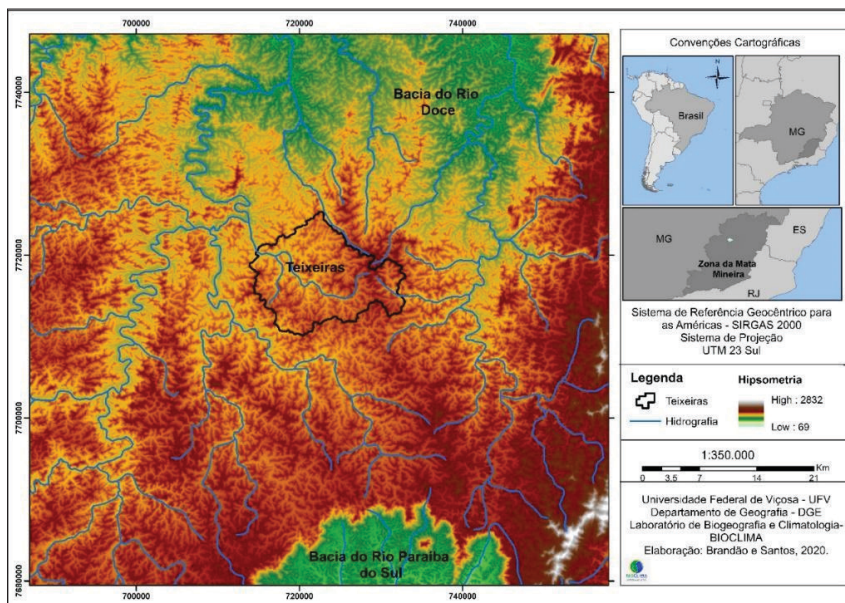 700000 720000 740000
7740000
7720000
7700000
7680000
Bacia do Rio
Doce
Teixeiras
Bacia do Rio Paraíba
do Sul
700000 720000 740000
Convenções Cartográficas
N
Brasil
MG
MG
ES
Zona da Mata
Mineira
RJ
Sistema de Referência Geocêntrico para
as Américas - SIRGAS 2000
Sistema de Projeção
UTM 23 Sul
Legenda
Teixeiras
Hidrografia
Hipsometria
High : 2832
Low : 69
1:350.000
Km
0 3,5 7 14 21
Universidade Federal de Viçosa - UFV
Departamento de Geografia - DGE
Laboratório de Biogeografia e Climatologia-
BIOCLIMA
Elaboração: Brandão e Santos, 2020.